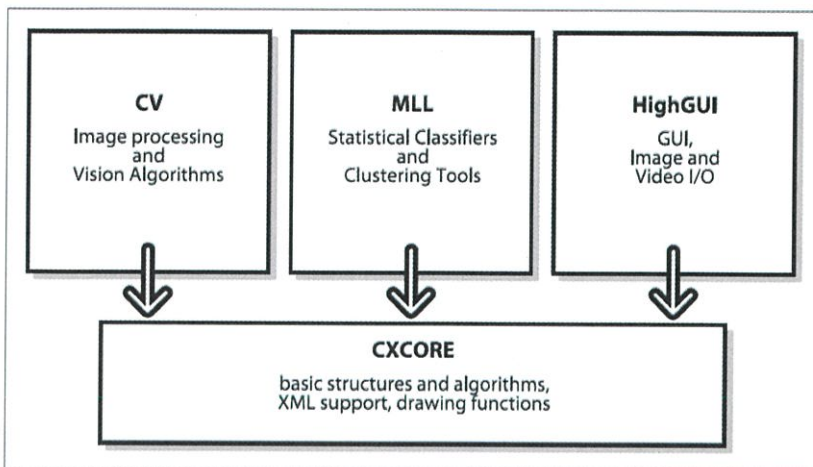 CV
Image processing
and
Vision Algorithms
MLL
Statistical Classifiers
and
Clustering Tools
HighGUI
GUI,
Image and
Video I/O
CXCORE
basic structures and algorithms,
XML support, drawing functions